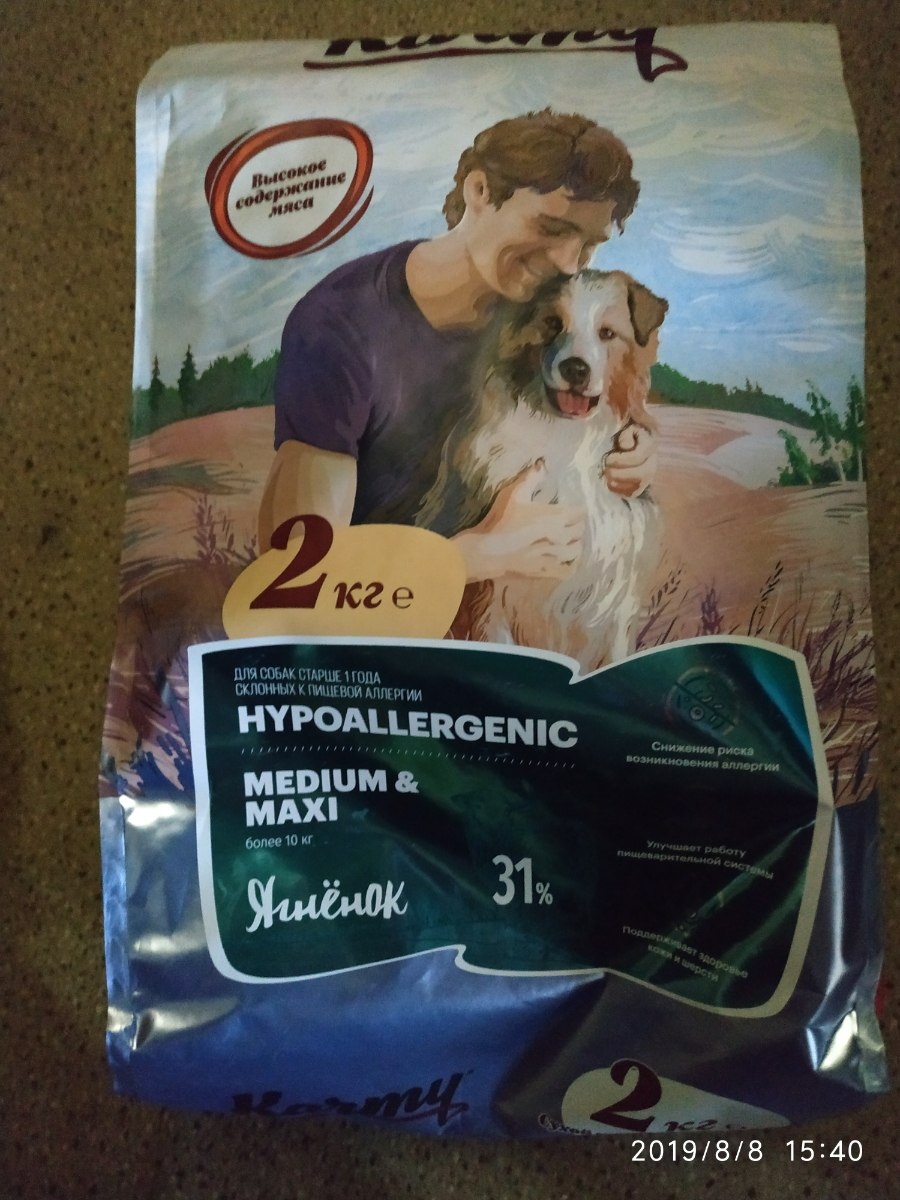 Karmy
Высокое
содержание
мяса
2 кг e
ДЛЯ СОБАК СТАРШЕ 1 ГОДА
СКЛОННЫХ К ПИЩЕВОЙ АЛЛЕРГИИ
HYPOALLERGENIC
MEDIUM &
MAXI
более 10 кг
Ягнёнок
31%
Снижение риска
возникновения аллергии
Улучшает работу
пищеварительной системы
Поддерживает здоровье
кожи и шерсти
Karmy
2 кг e
2019/8/8 15:40